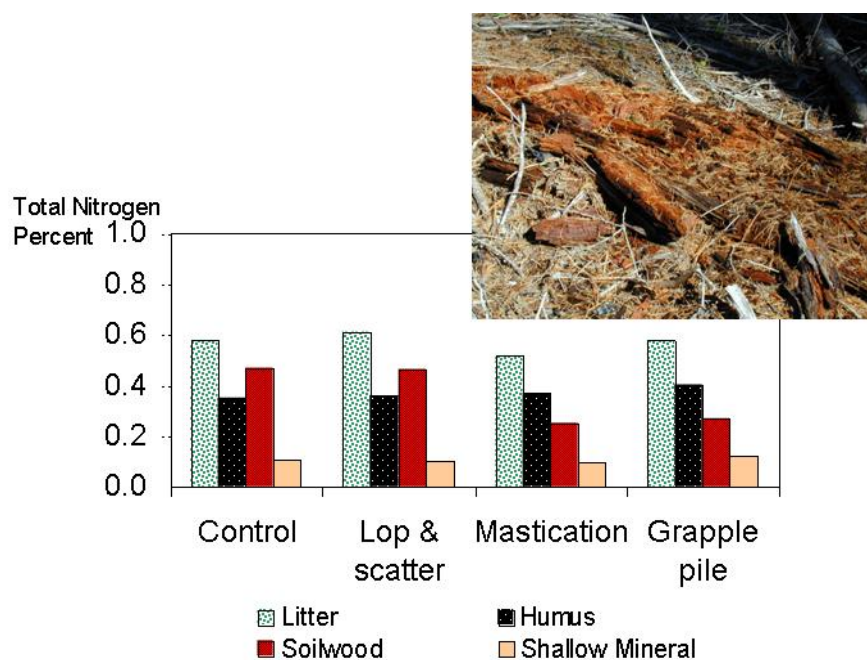 Total Nitrogen
Percent
1.0
0.8
0.6
0.4
0.2
0.0
Control
Lop &
scatter
Mastication
Grapple
pile
Litter
Humus
Soilwood
Shallow Mineral